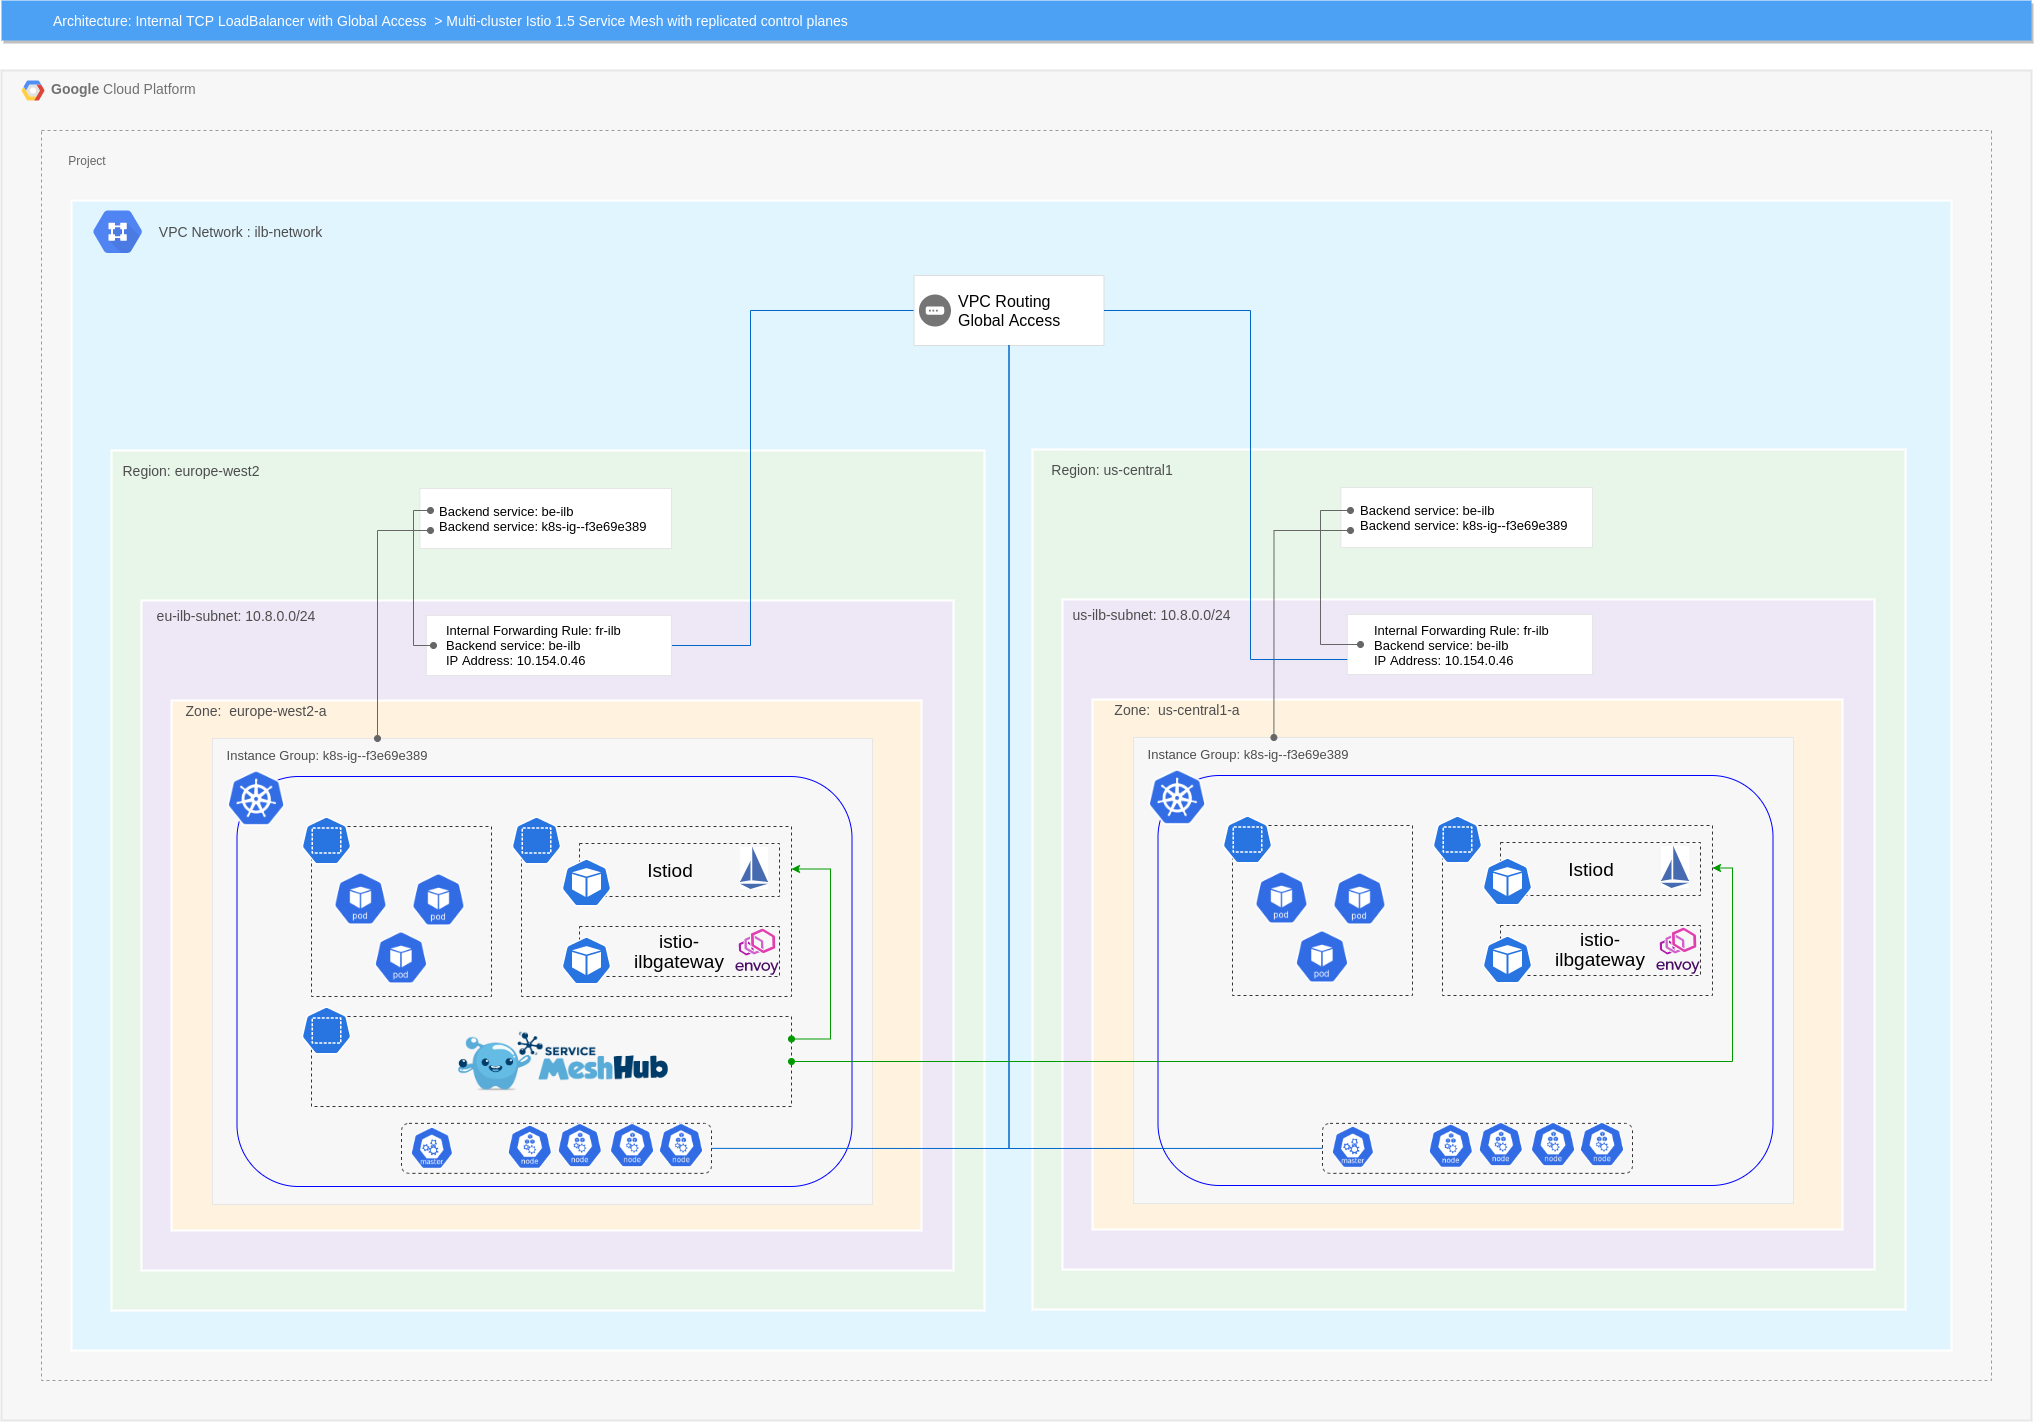 Architecture: Internal TCP LoadBalancer with Global Access  > Multi-cluster Istio 1.5 Service Mesh with replicated control planes
Google Cloud Platform
Project
VPC Network : ilb-network
VPC Routing
Global Access
Region: europe-west2
Backend service: be-ilb
Backend service: k8s-ig--f3e69e389
eu-ilb-subnet: 10.8.0.0/24
Internal Forwarding Rule: fr-ilb
Backend service: be-ilb
IP Address: 10.154.0.46
Zone:  europe-west2-a
Instance Group: k8s-ig--f3e69e389
pod
pod
pod
Istiod
istio-
ilbgateway
envoy
SERVICE
MeshHub
master
node
node
node
node
Region: us-central1
Backend service: be-ilb
Backend service: k8s-ig--f3e69e389
us-ilb-subnet: 10.8.0.0/24
Internal Forwarding Rule: fr-ilb
Backend service: be-ilb
IP Address: 10.154.0.46
Zone:  us-central1-a
Instance Group: k8s-ig--f3e69e389
pod
pod
pod
Istiod
istio-
ilbgateway
envoy
master
node
node
node
node